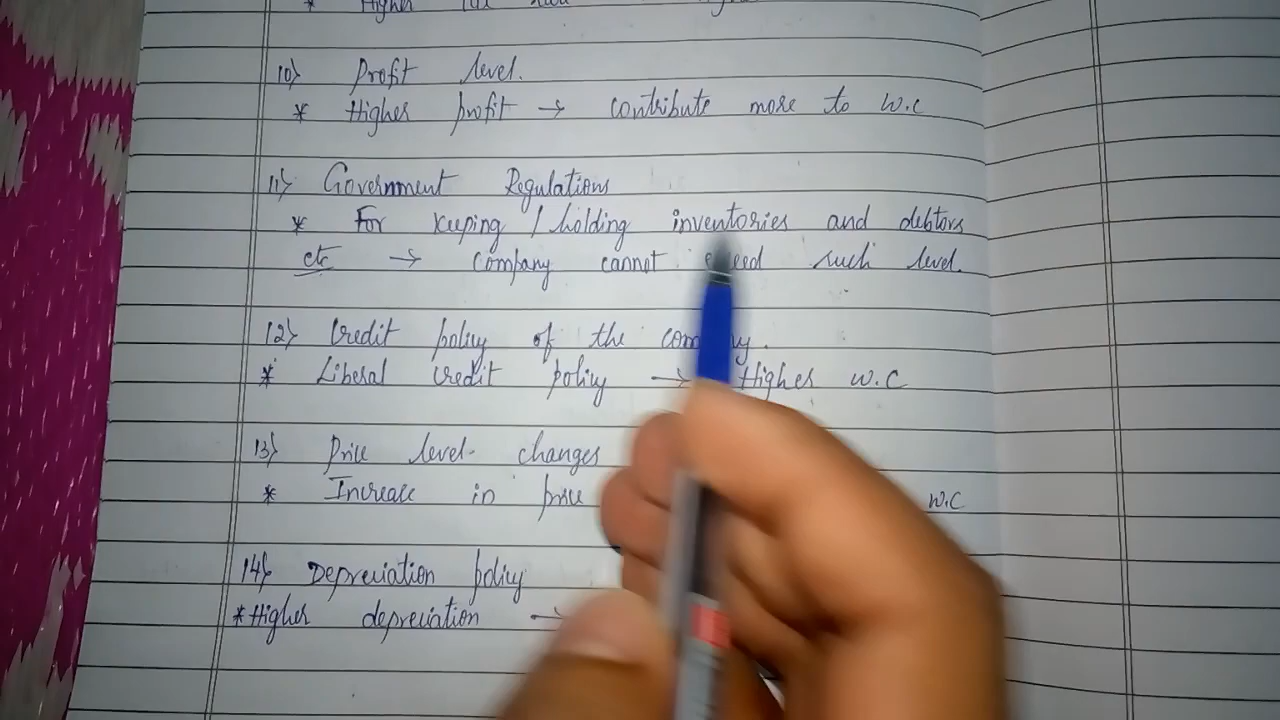 * Higher
10} Profit level.
* Higher profit → contribute more to W.C
11} Government Regulations
* For keeping / holding inventories and debtors
etc → company cannot such level.
12} Credit policy of the company.
* Liberal credit policy → Higher W.C
13} Price level changes
* Increase in price W.C
14} Depreciation policy
* Higher depreciation →